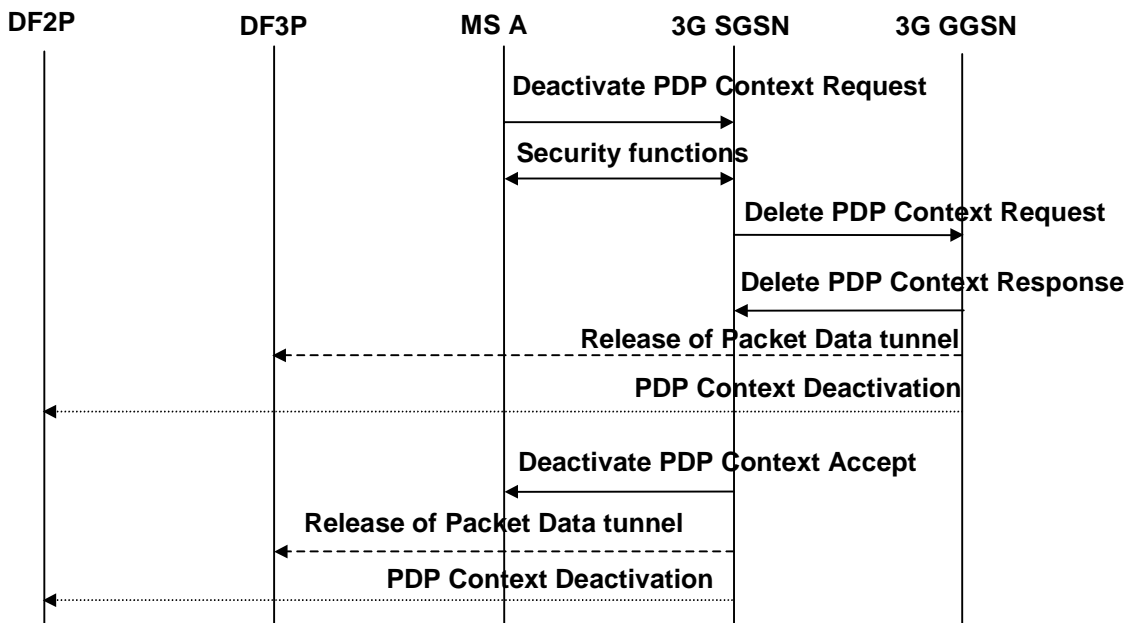 DF2P
DF3P
MS A
3G SGSN
3G GGSN
Deactivate PDP Context Request
Security functions
Delete PDP Context Request
Delete PDP Context Response
Release of Packet Data tunnel
PDP Context Deactivation
Deactivate PDP Context Accept
Release of Packet Data tunnel
PDP Context Deactivation